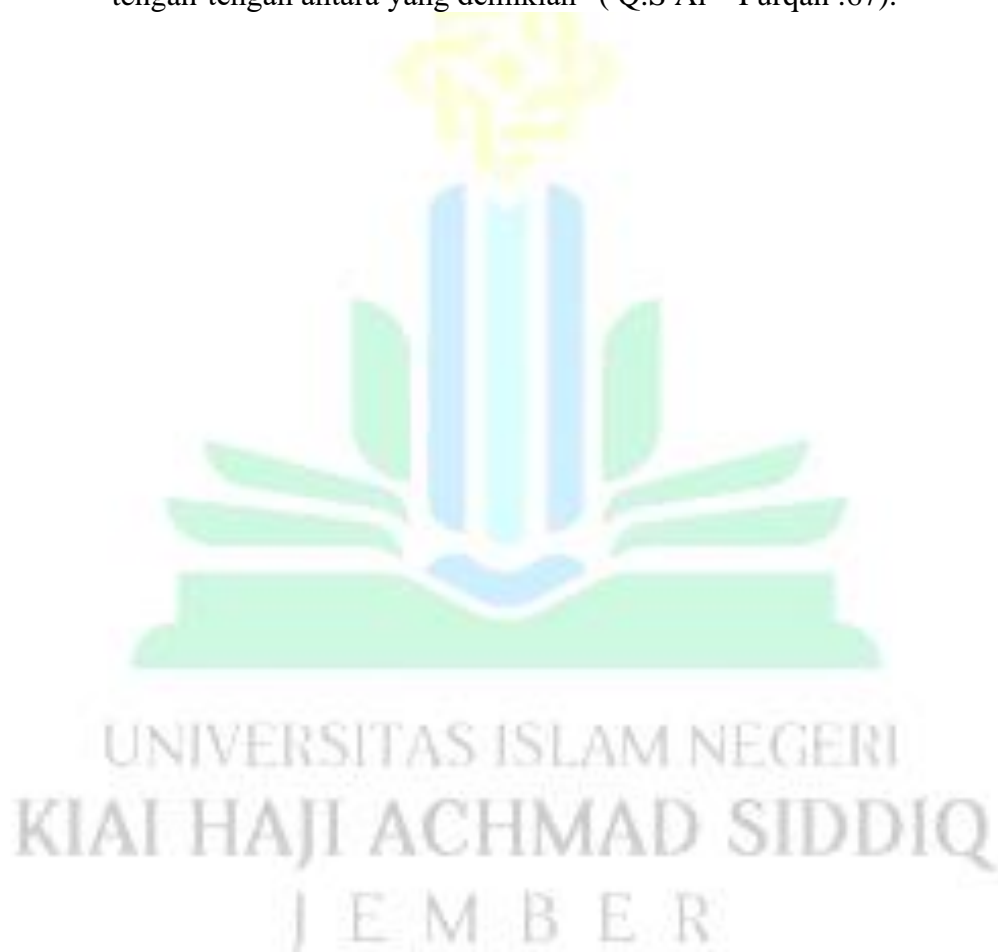 tengah-tengah antara yang demikian" ( Q.S Al – Furqan :67).
UNIVERSITAS ISLAM NEGERI
KIAI HAJI ACHMAD SIDDIQ
J E M B E R